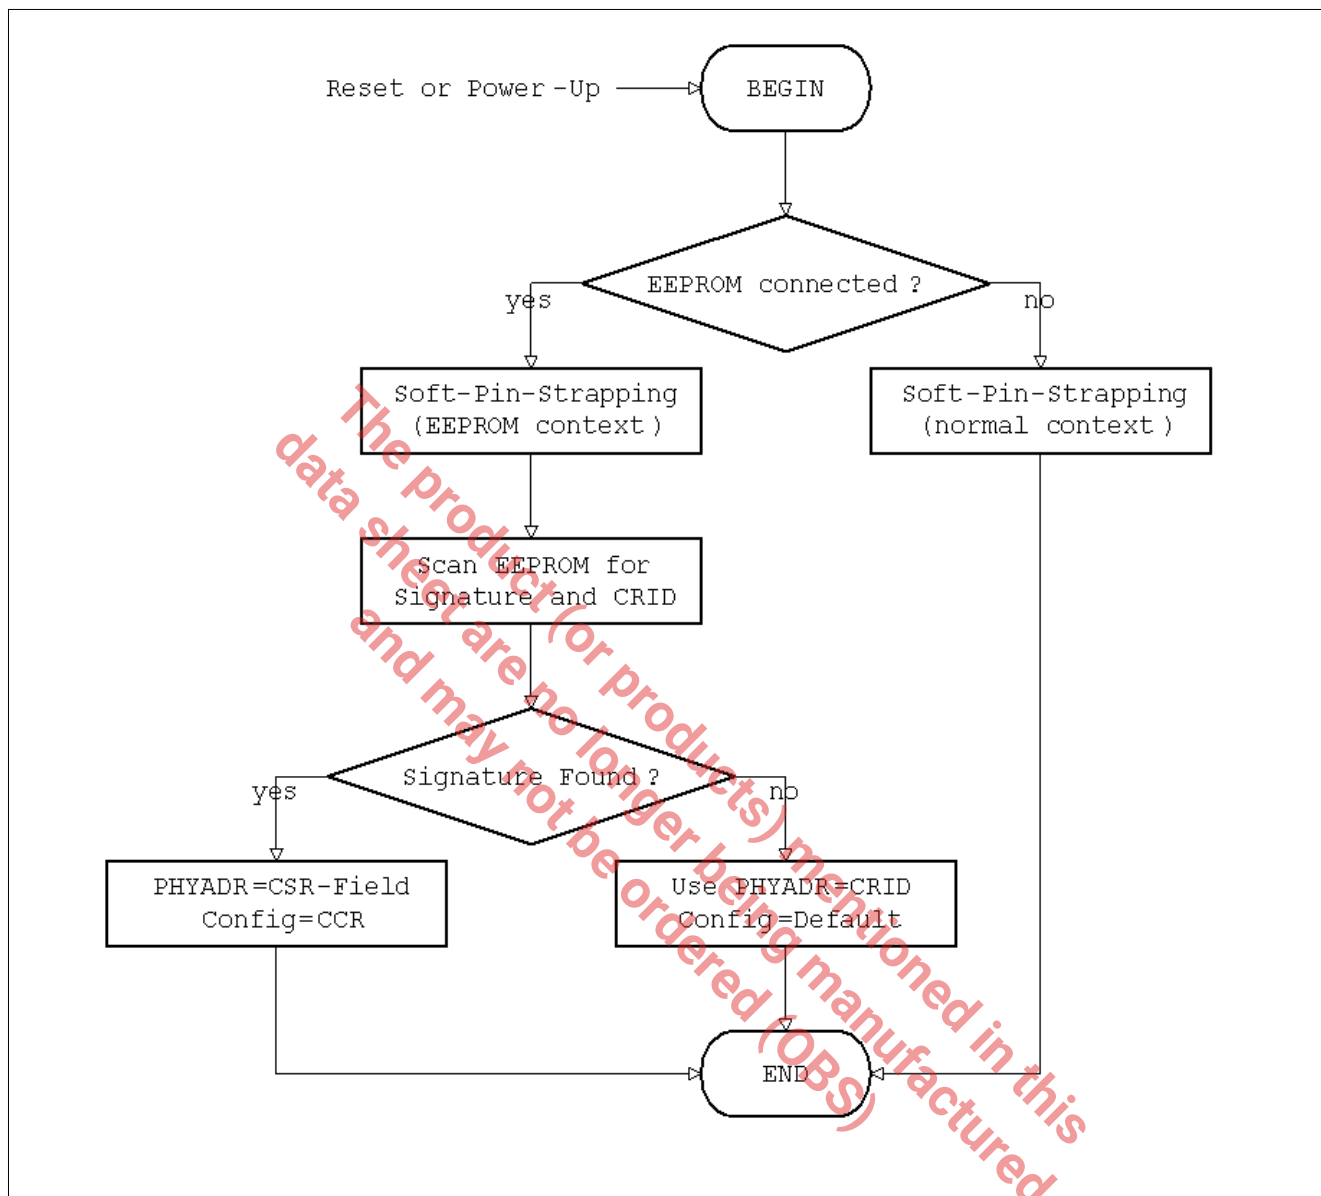 Reset or Power-Up
BEGIN
EEPROM connected ?
yes
no
Soft-Pin-Strapping
(EEPROM context)
Soft-Pin-Strapping
(normal context)
Scan EEPROM for
Signature and CRID
Signature Found ?
yes
no
PHYADR=CSR-Field
Config=CCR
Use PHYADR=CRID
Config=Default
END
The product (or products) mentioned in this
data sheet are no longer being manufactured
and may not be ordered (OBS)